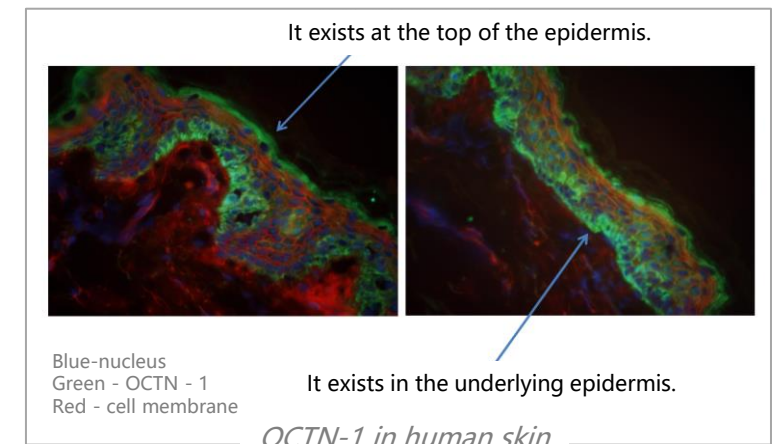 It exists at the top of the epidermis.
Blue-nucleus
Green - OCTN - 1
Red - cell membrane
It exists in the underlying epidermis.
OCTN-1 in human skin